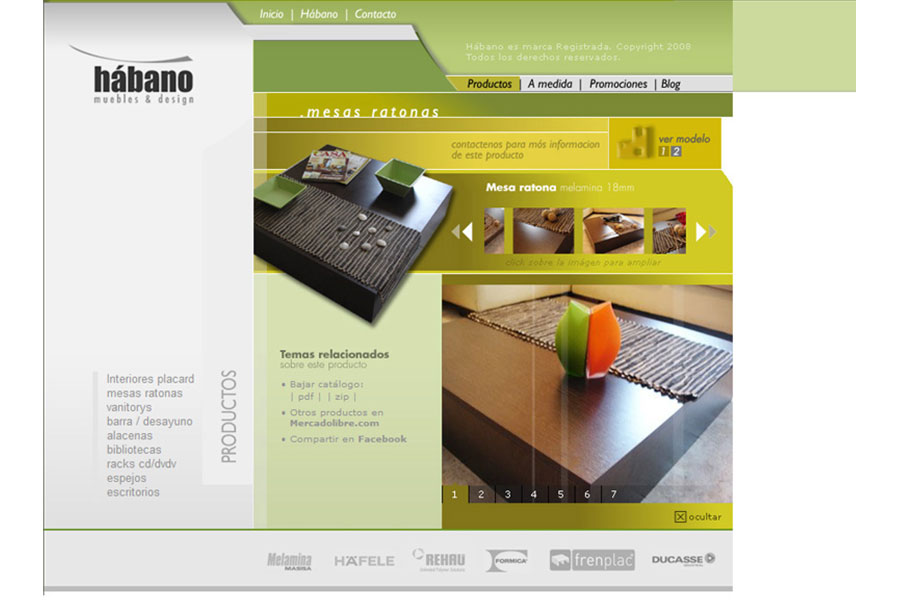 Inicio | Hábano | Contacto
Hábano es marca Registrada. Copyright 2008
Todos los derechos reservados.
hábano
muebles & design
Productos | A medida | Promociones | Blog
.mesas ratonas
contactenos para mós informacion
de este producto
ver modelo
1 2
CASA
Mesa ratona melamina 18mm
click sobre la imágen para ampliar
Temas relacionados
sobre este producto
• Bajar catálogo:
| pdf | | zip |
• Otros productos en
Mercadolibre.com
• Compartir en Facebook
PRODUCTOS
Interiores placard
mesas ratonas
vanitorys
barra / desayuno
alacenas
bibliotecas
racks cd/dvdv
espejos
escritorios
1 2 3 4 5 6 7
ocultar
Melamina
MASISA
HÄFELE
REHAU
FORMICA
frenplac
DUCASSE